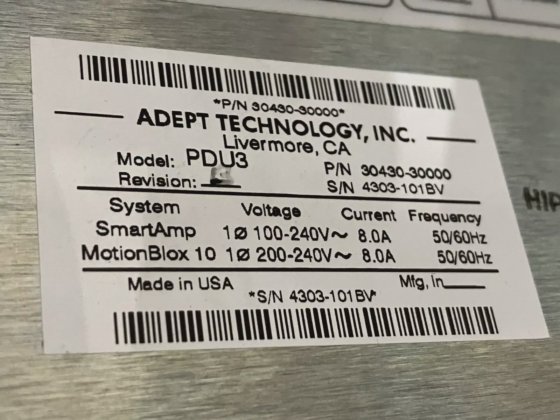 *P/N 30430-30000*
ADEPT TECHNOLOGY, INC.
Livermore, CA
Model: PDU3 P/N 30430-30000
Revision: S/N 4303-101BV
System Voltage Current Frequency
SmartAmp 1Ø 100-240V～ 8.0A 50/60Hz
MotionBlox 10 1Ø 200-240V～ 8.0A 50/60Hz
Made in USA Mfg, In
*S/N 4303-101BV*
HIP